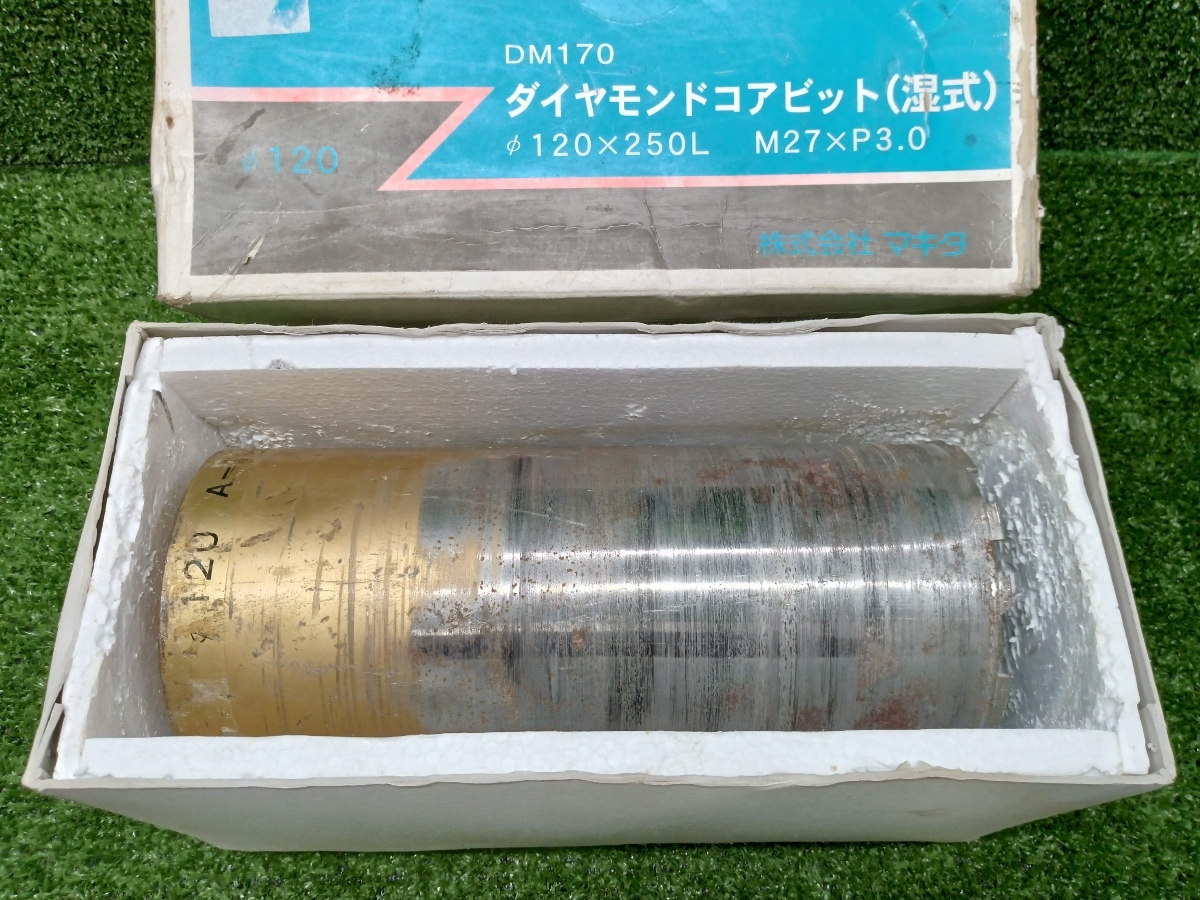 DM170
ダイヤモンドコアビット(湿式)
φ120×250L M27×P3.0
φ120
株式会社 マキタ
120 A-